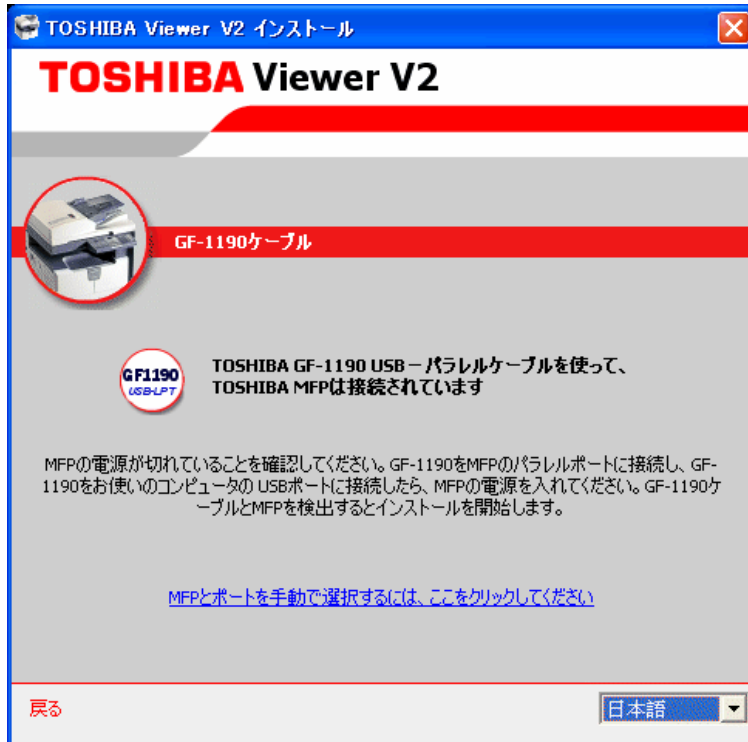 TOSHIBA Viewer V2 インストール
TOSHIBA Viewer V2
GF-1190ケーブル
GF1190
USB-LPT
TOSHIBA GF-1190 USB－パラレルケーブルを使って、
TOSHIBA MFPは接続されています
MFPの電源が切れていることを確認してください。GF-1190をMFPのパラレルポートに接続し、GF-
1190をお使いのコンピュータの USBポートに接続したら、MFPの電源を入れてください。GF-1190ケ
ーブルとMFPを検出するとインストールを開始します。
MFPとポートを手動で選択するには、ここをクリックしてください
戻る
日本語